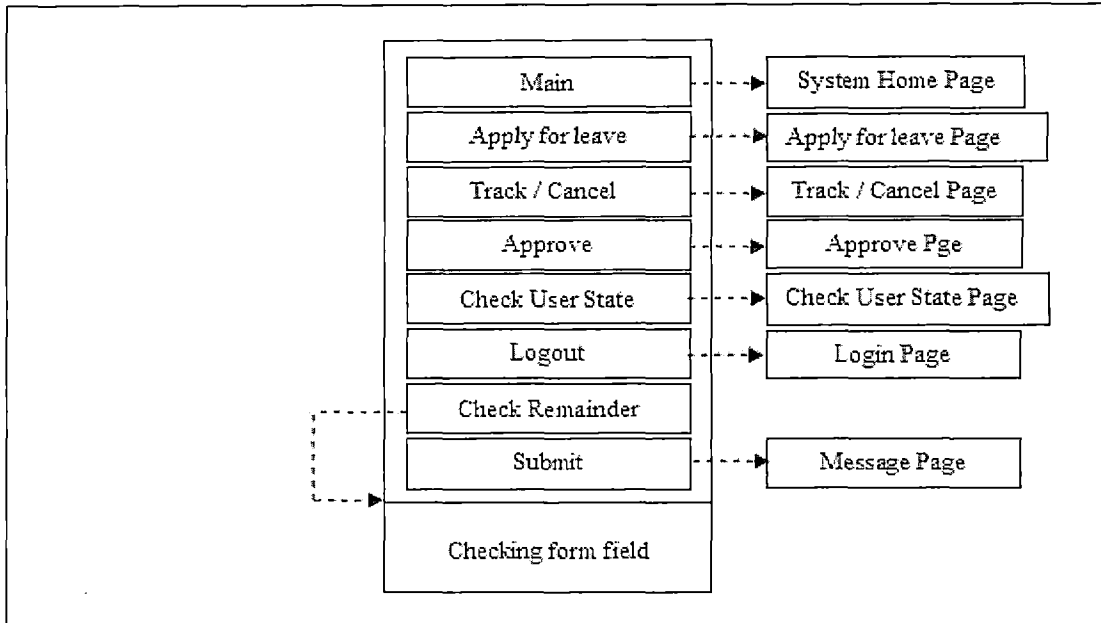 Main
System Home Page
Apply for leave
Apply for leave Page
Track / Cancel
Track / Cancel Page
Approve
Approve Pge
Check User State
Check User State Page
Logout
Login Page
Check Remainder
Submit
Message Page
Checking form field